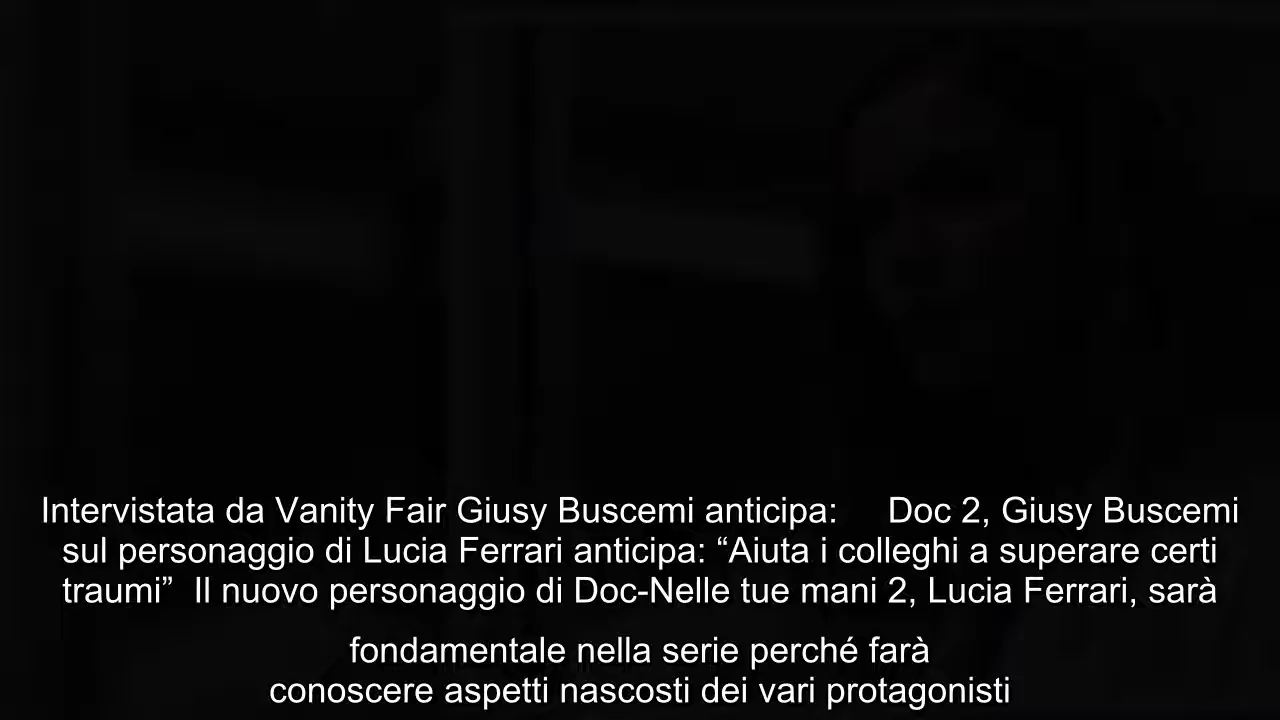 Intervistata da Vanity Fair Giusy Buscemi anticipa: Doc 2, Giusy Buscemi
sul personaggio di Lucia Ferrari anticipa: “Aiuta i colleghi a superare certi
traumi” Il nuovo personaggio di Doc-Nelle tue mani 2, Lucia Ferrari, sarà
fondamentale nella serie perché farà
conoscere aspetti nascosti dei vari protagonisti